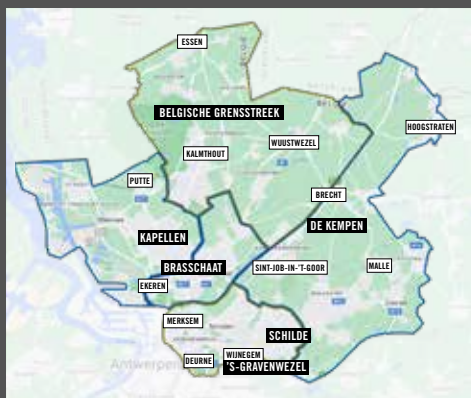 ESSEN
BELGISCHE GRENSSTREEK
HOOGSTRATEN
WUUSTWEZEL
KALMTHOUT
PUTTE
BRECHT
DE KEMPEN
KAPELLEN
BRASSCHAAT
SINT-JOB-IN-'T-GOOR
MALLE
EKEREN
MERKSEM
SCHILDE
WIJNEGEM
DEURNE
'S-GRAVENWEZEL
Antwerpen